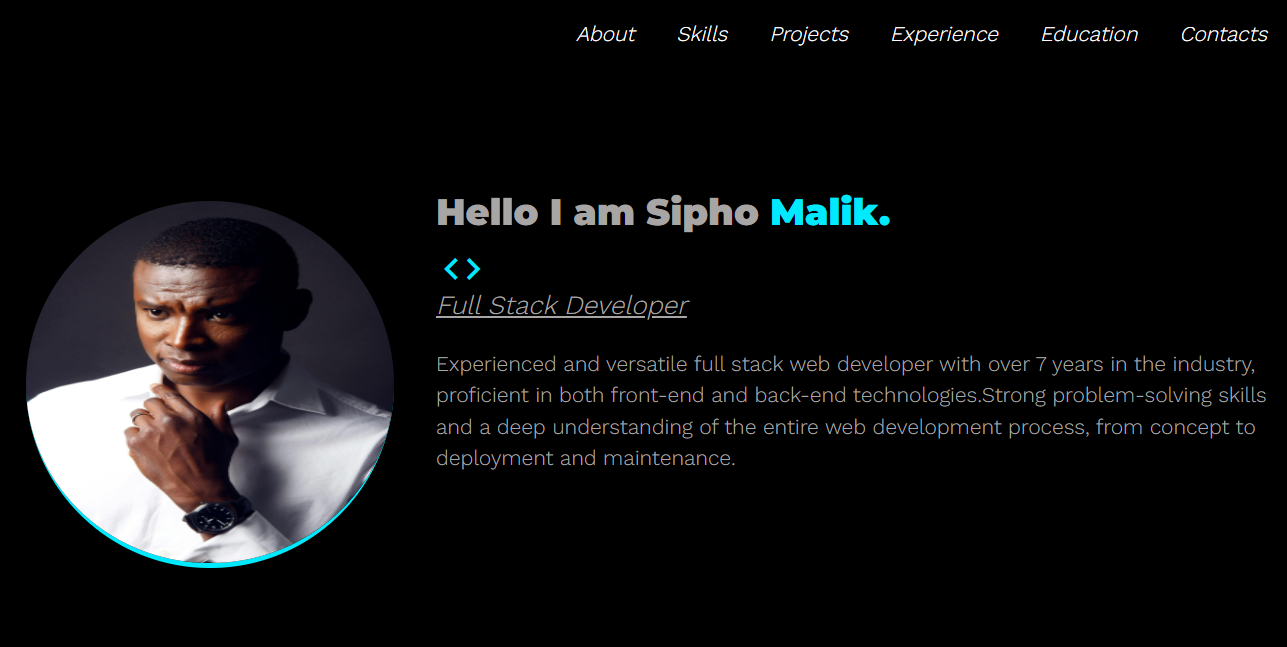 About Skills Projects Experience Education Contacts
Hello I am Sipho Malik.
<>
Full Stack Developer
Experienced and versatile full stack web developer with over 7 years in the industry,
proficient in both front-end and back-end technologies.Strong problem-solving skills
and a deep understanding of the entire web development process, from concept to
deployment and maintenance.